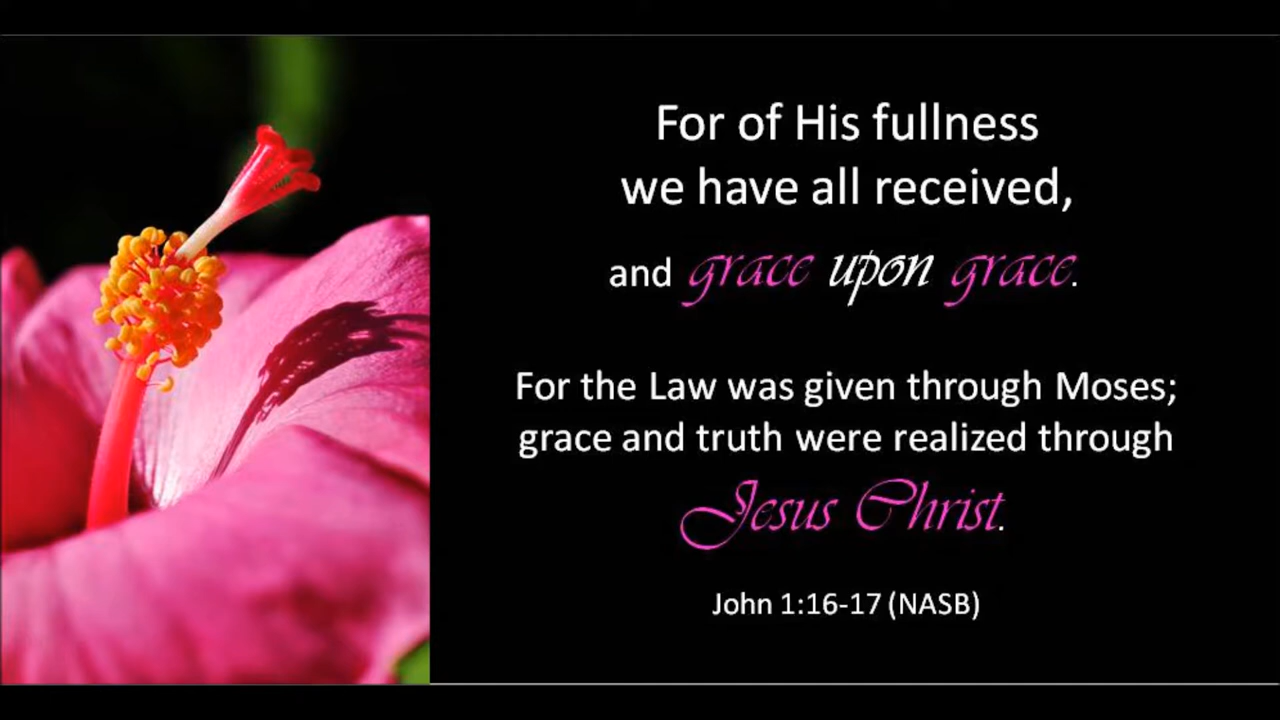 For of His fullness
we have all received,
and grace upon grace.
For the Law was given through Moses;
grace and truth were realized through
Jesus Christ.
John 1:16-17 (NASB)